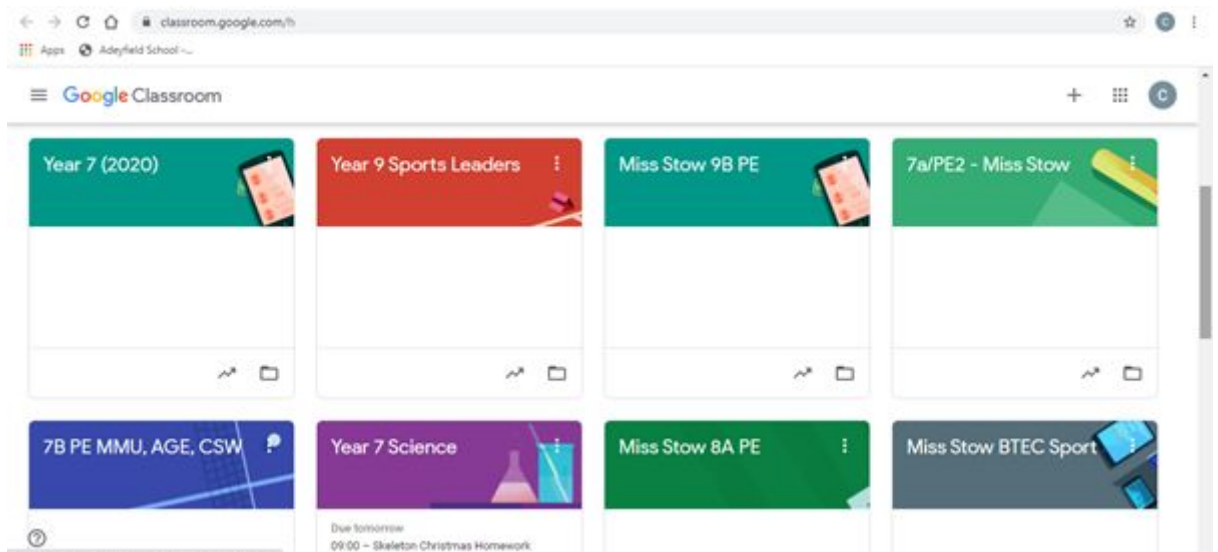 classroom.google.com/h
Apps Adeyfield School -...
Google Classroom
C
Year 7 (2020)
Year 9 Sports Leaders
Miss Stow 9B PE
7a/PE2 - Miss Stow
7B PE MMU, AGE, CSW
Year 7 Science
Miss Stow 8A PE
Miss Stow BTEC Sport
Due tomorrow
09:00 – Skeleton Christmas Homework